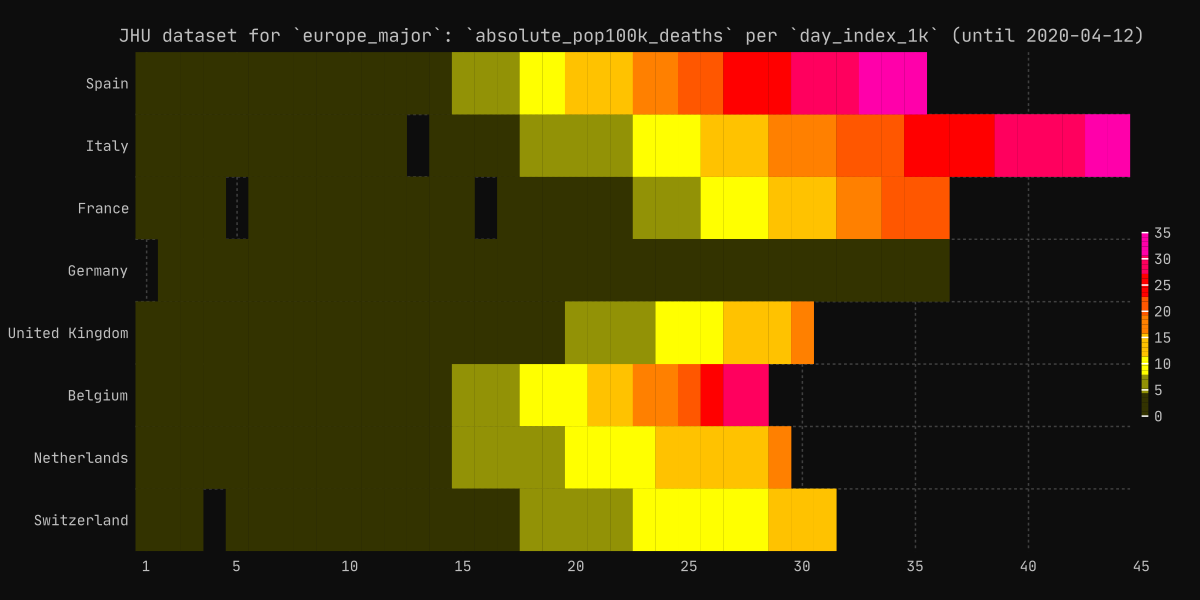 JHU dataset for `europe_major`: `absolute_pop100k_deaths` per `day_index_1k` (until 2020-04-12)
Spain
Italy
France
Germany
United Kingdom
Belgium
Netherlands
Switzerland
35
30
25
20
15
10
5
0
1 5 10 15 20 25 30 35 40 45